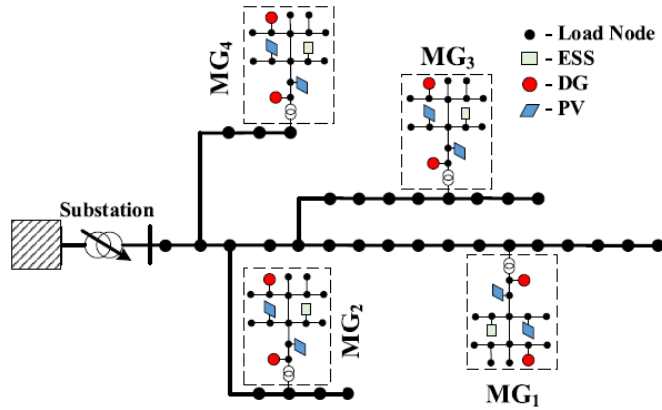 MG4
MG3
- Load Node
- ESS
- DG
- PV
Substation
MG2
MG1